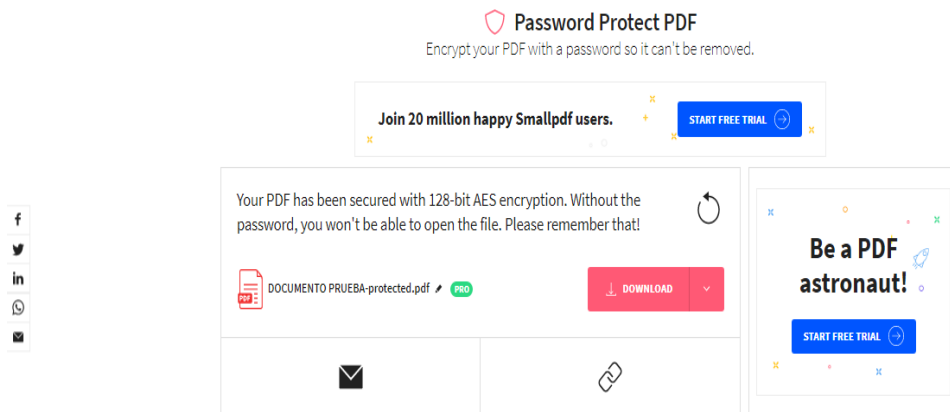 Password Protect PDF
Encrypt your PDF with a password so it can't be removed.
Join 20 million happy Smallpdf users.
START FREE TRIAL
Your PDF has been secured with 128-bit AES encryption. Without the
password, you won't be able to open the file. Please remember that!
PDF
DOCUMENTO PRUEBA-protected.pdf
PRO
DOWNLOAD
Be a PDF
astronaut!
START FREE TRIAL